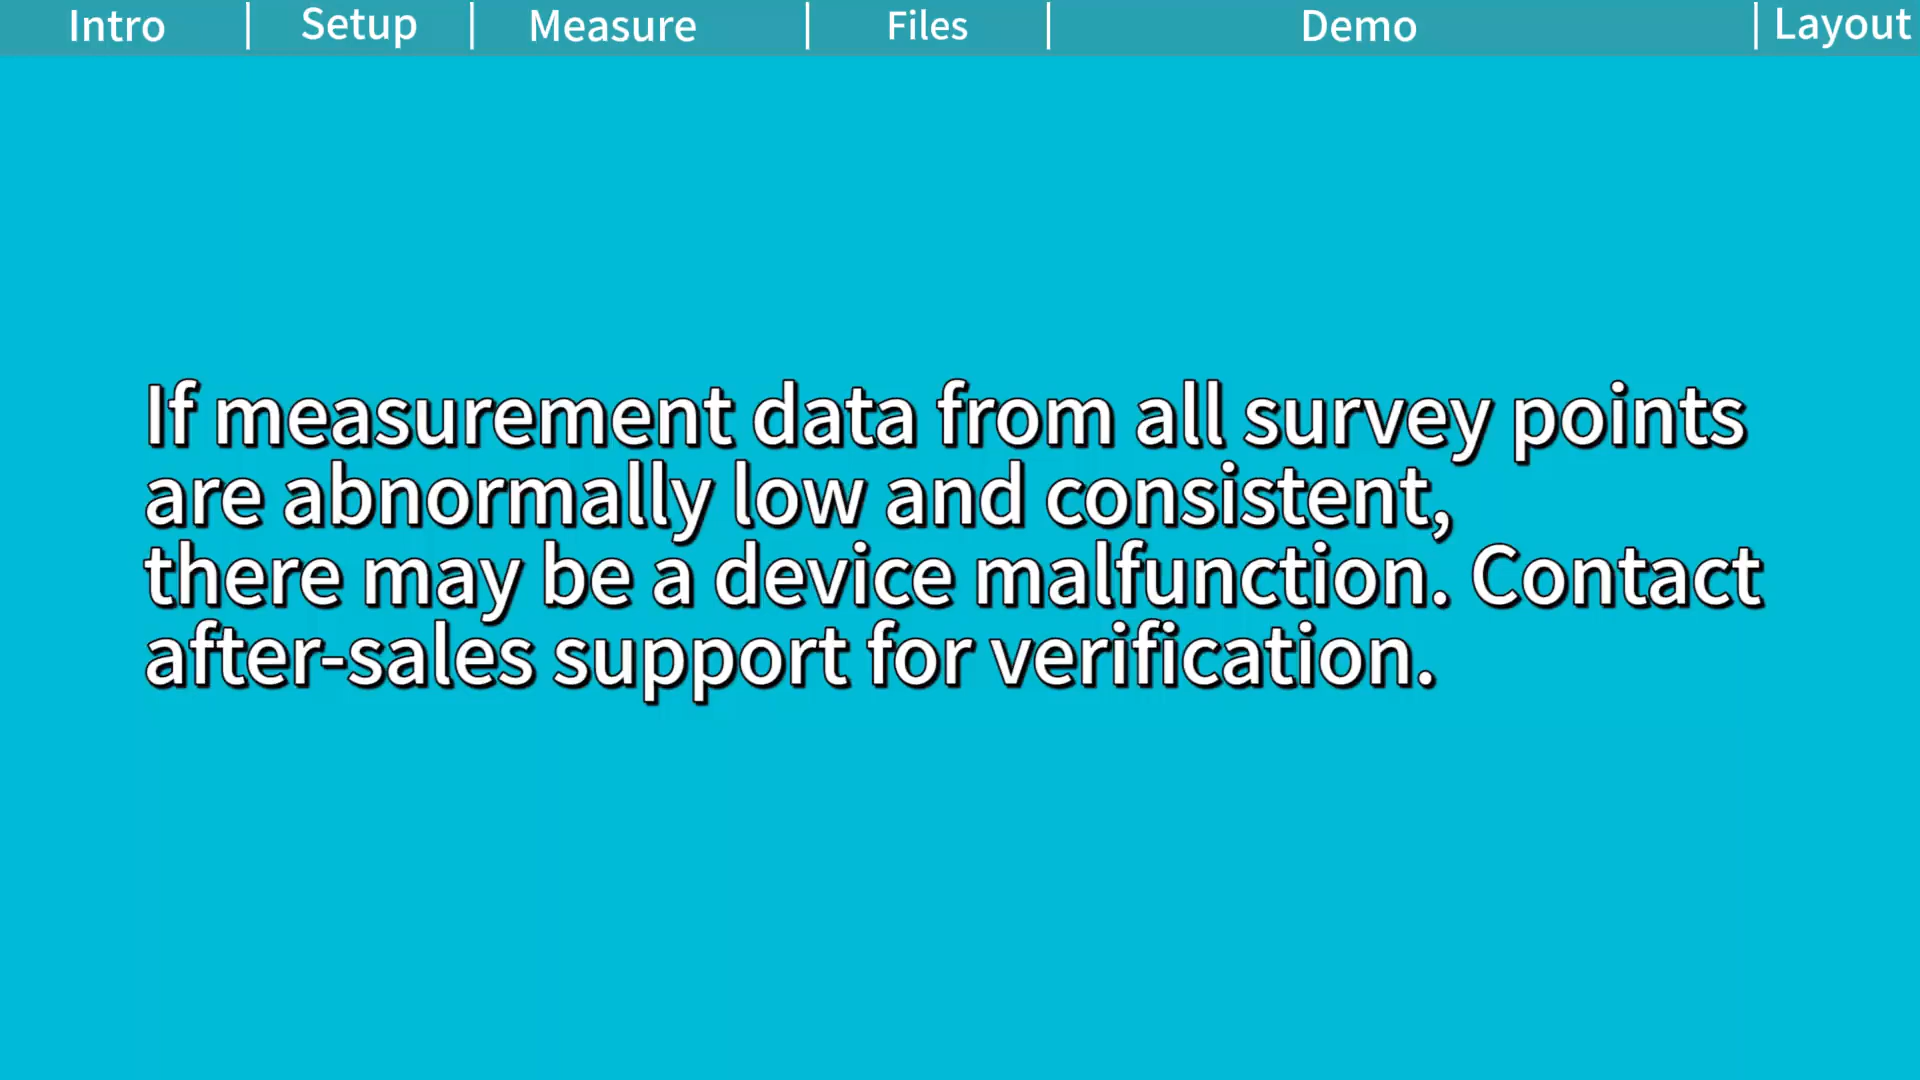 Intro | Setup | Measure | Files | Demo | Layout
If measurement data from all survey points
are abnormally low and consistent,
there may be a device malfunction. Contact
after-sales support for verification.